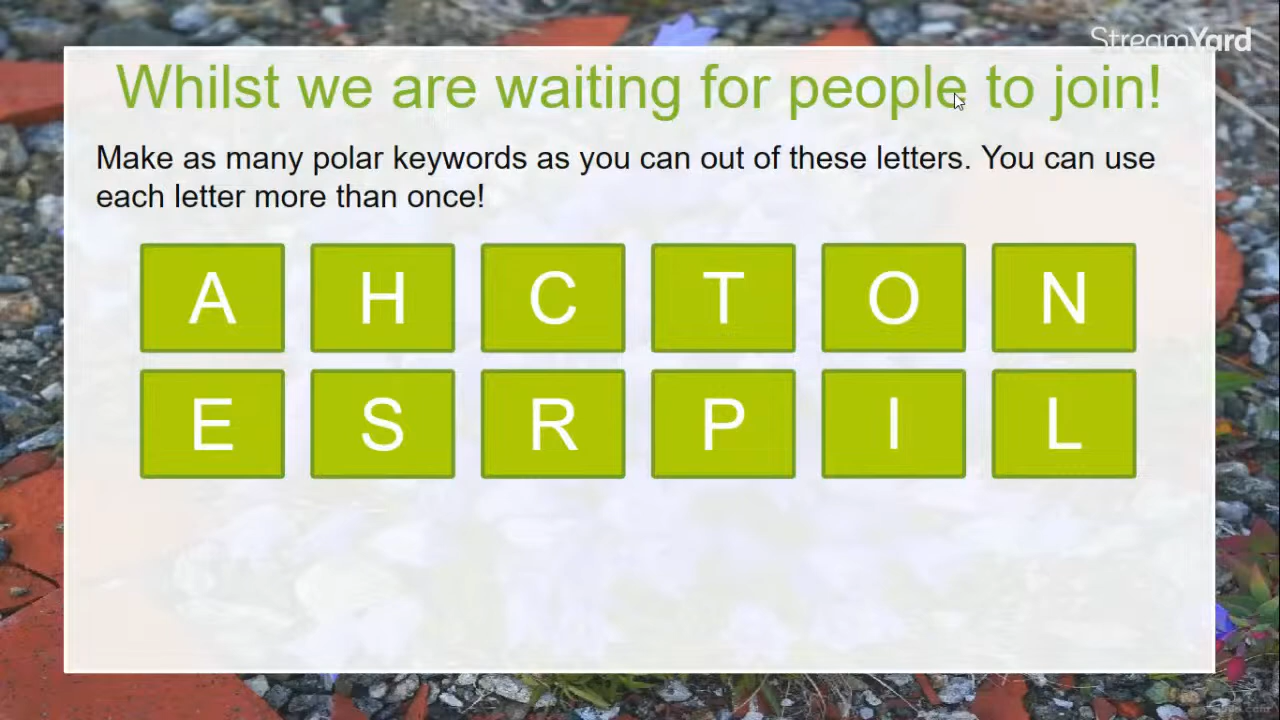 StreamYard
Whilst we are waiting for people to join!
Make as many polar keywords as you can out of these letters. You can use
each letter more than once!
A H C T O N
E S R P I L